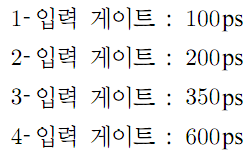 1-입력 게이트 : 100ps
2-입력 게이트 : 200ps
3-입력 게이트 : 350ps
4-입력 게이트 : 600ps